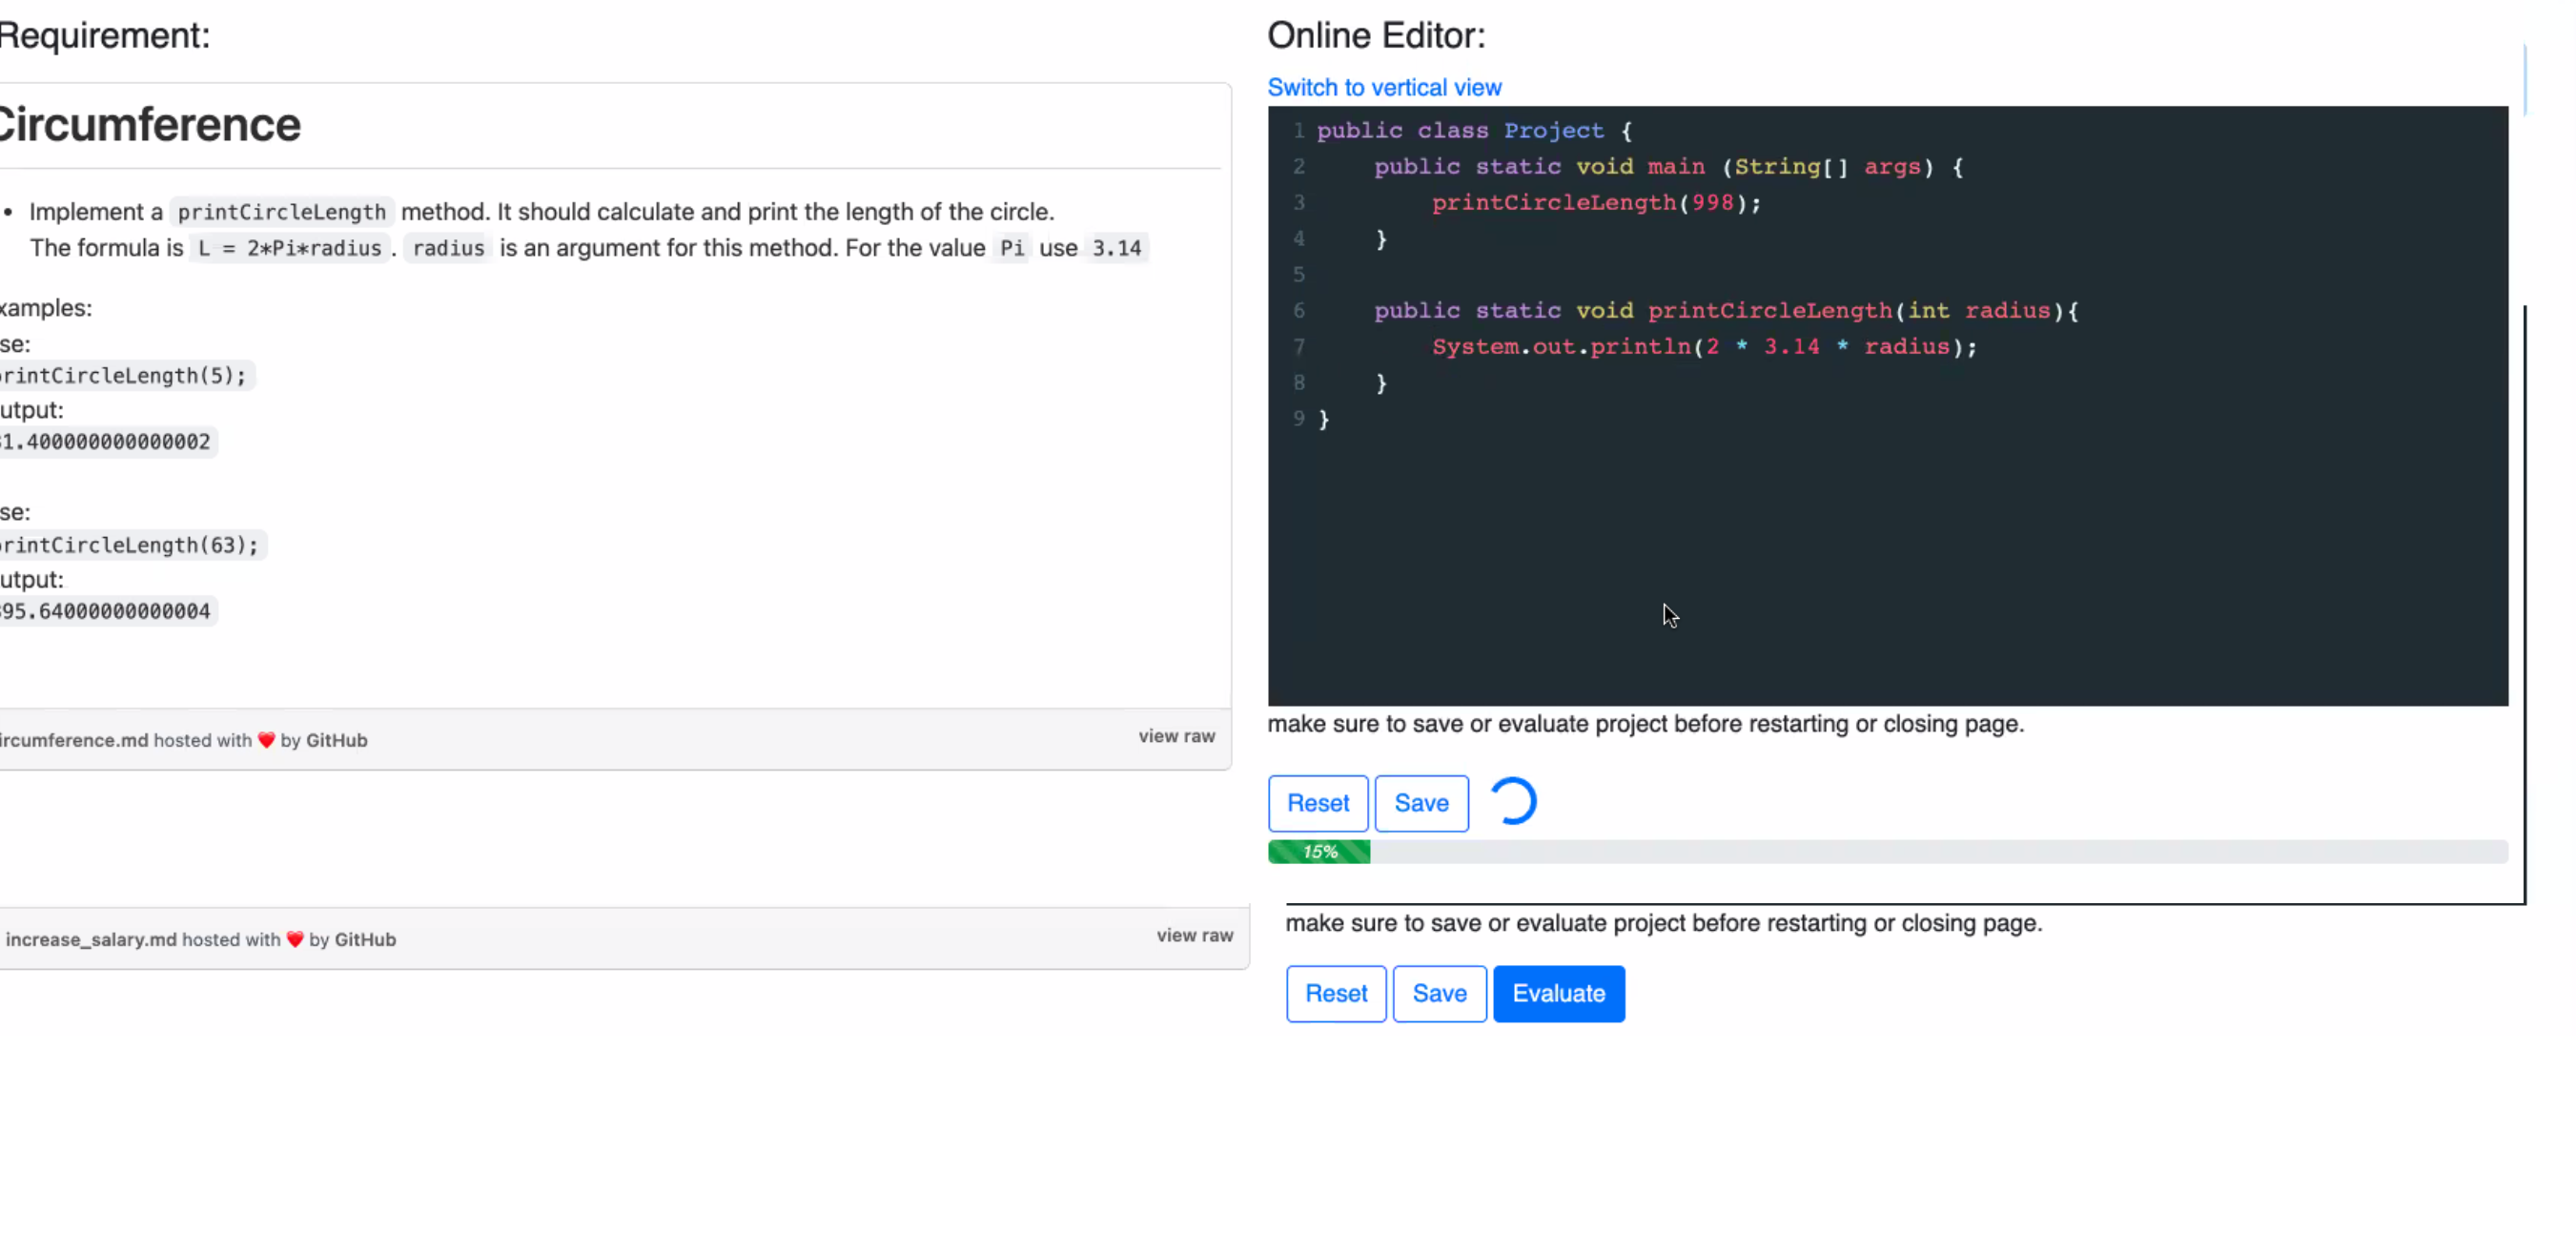 Requirement:
Circumference
• Implement a printCircleLength method. It should calculate and print the length of the circle.
The formula is L = 2*Pi*radius. radius is an argument for this method. For the value Pi use 3.14
xamples:
se:
printCircleLength(5);
utput:
31.400000000000002
se:
printCircleLength(63);
utput:
395.64000000000004
ircumference.md hosted with ❤ by GitHub
view raw
increase_salary.md hosted with ❤ by GitHub
view raw
Online Editor:
Switch to vertical view
1 public class Project {
2     public static void main (String[] args) {
3         printCircleLength(998);
4     }
5
6     public static void printCircleLength(int radius){
7         System.out.println(2 * 3.14 * radius);
8     }
9 }
make sure to save or evaluate project before restarting or closing page.
Reset Save
15%
make sure to save or evaluate project before restarting or closing page.
Reset Save Evaluate